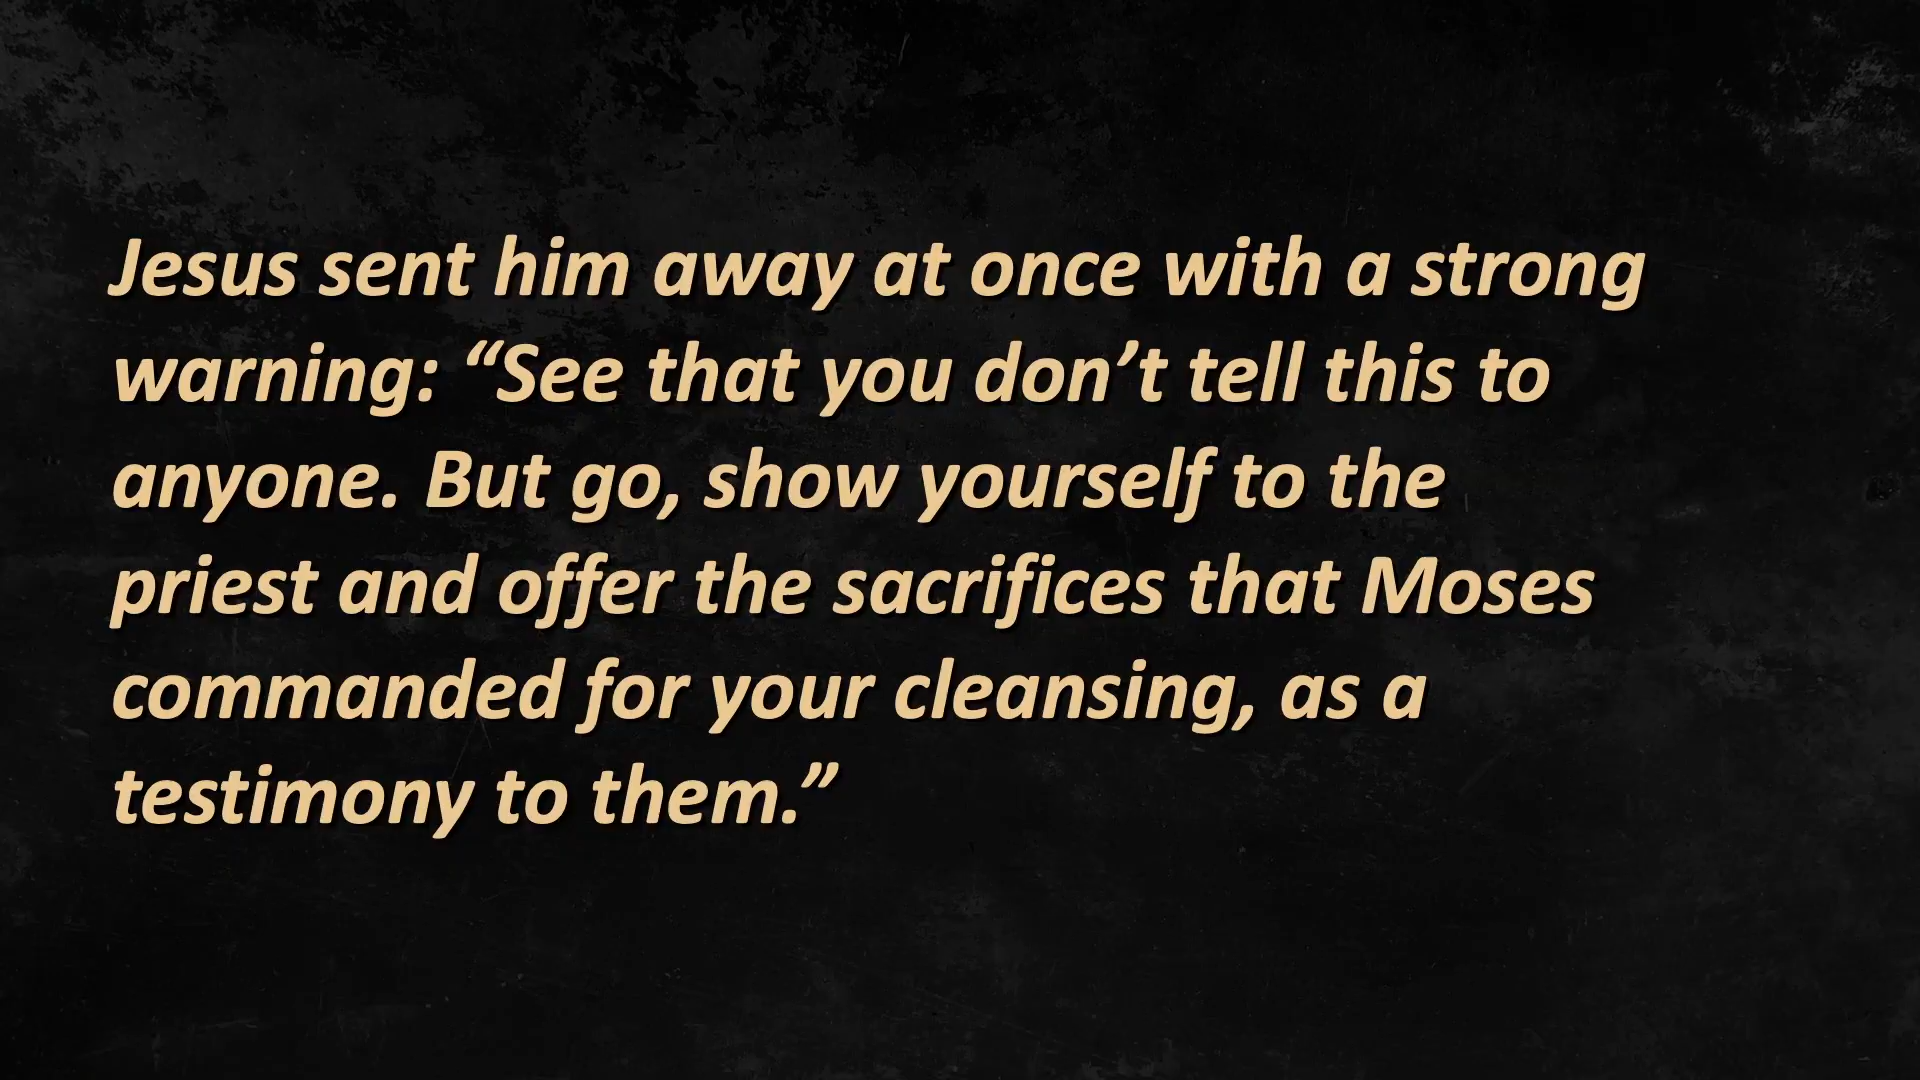 Jesus sent him away at once with a strong
warning: “See that you don’t tell this to
anyone. But go, show yourself to the
priest and offer the sacrifices that Moses
commanded for your cleansing, as a
testimony to them.”